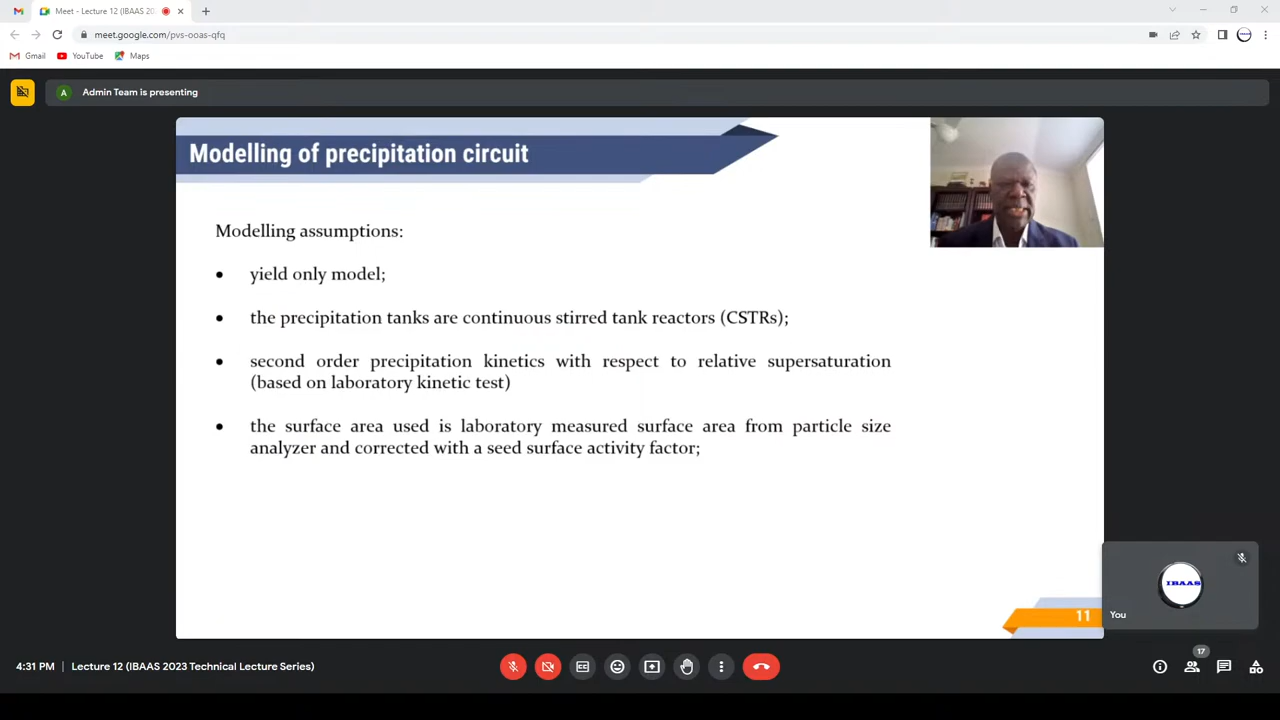 Meet - Lecture 12 (IBAAS 20
meet.google.com/pvs-ooas-qfq
Gmail
YouTube
Maps
A
Admin Team is presenting
Modelling of precipitation circuit
Modelling assumptions:
• yield only model;
• the precipitation tanks are continuous stirred tank reactors (CSTRs);
• second order precipitation kinetics with respect to relative supersaturation
(based on laboratory kinetic test)
• the surface area used is laboratory measured surface area from particle size
analyzer and corrected with a seed surface activity factor;
IBAAS
You
11
4:31 PM | Lecture 12 (IBAAS 2023 Technical Lecture Series)
17